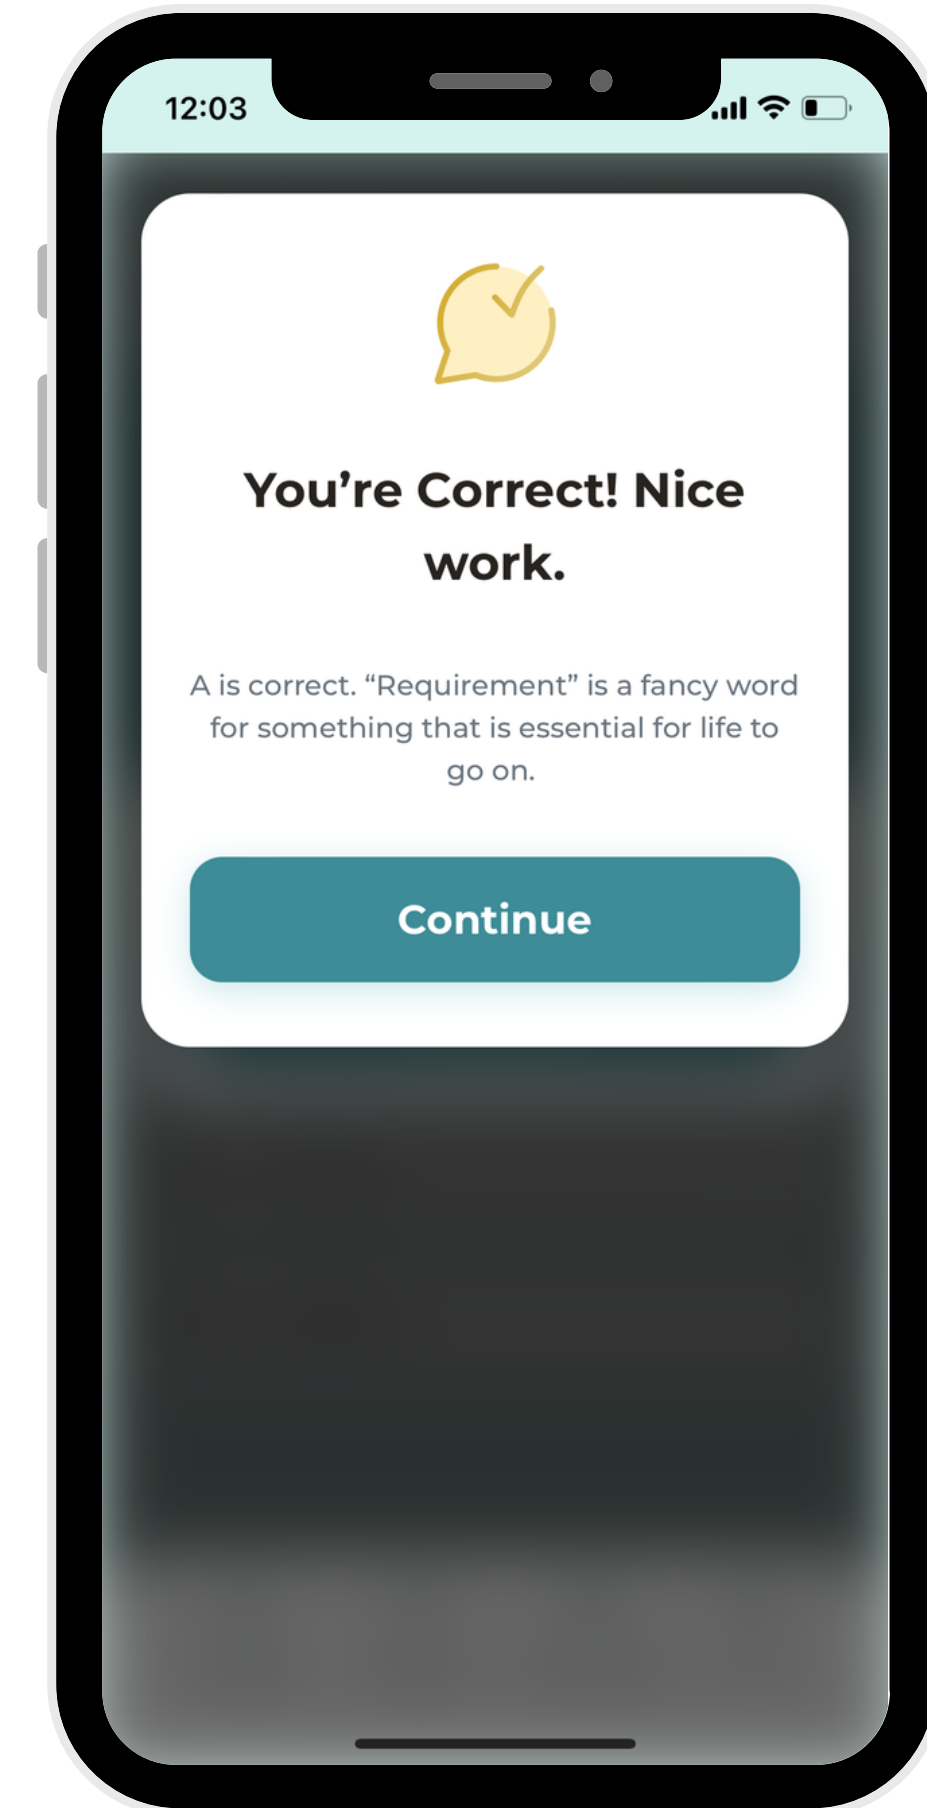 12:03
You’re Correct! Nice
work.
A is correct. “Requirement” is a fancy word
for something that is essential for life to
go on.
Continue